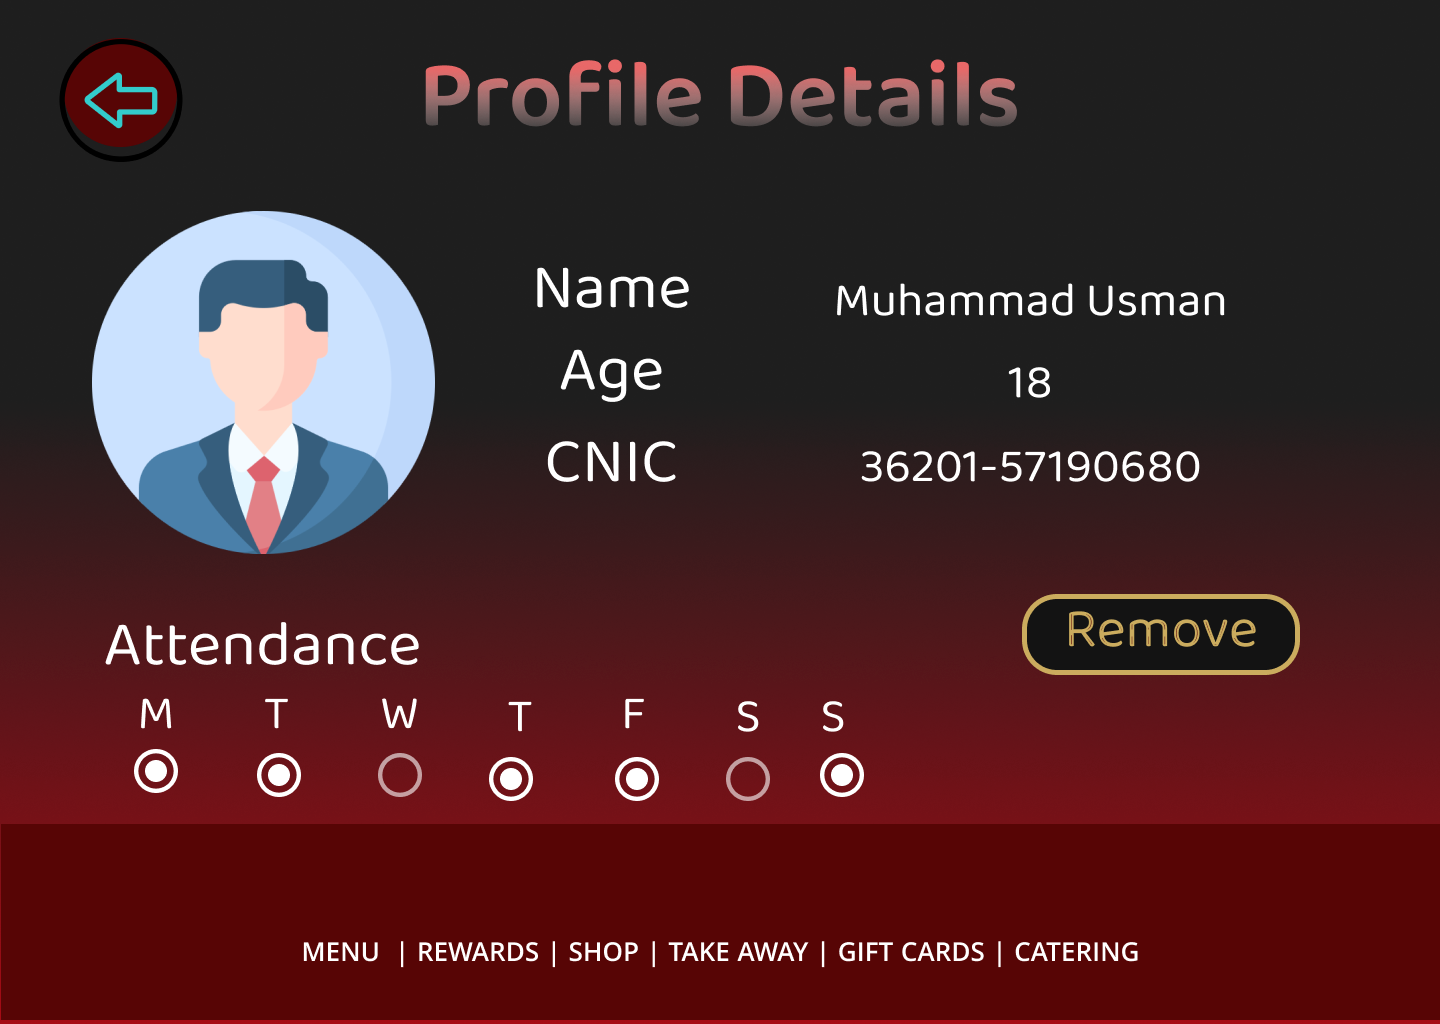 Profile Details
Name Muhammad Usman
Age 18
CNIC 36201-57190680
Remove
Attendance
M T W T F S S
MENU | REWARDS | SHOP | TAKE AWAY | GIFT CARDS | CATERING